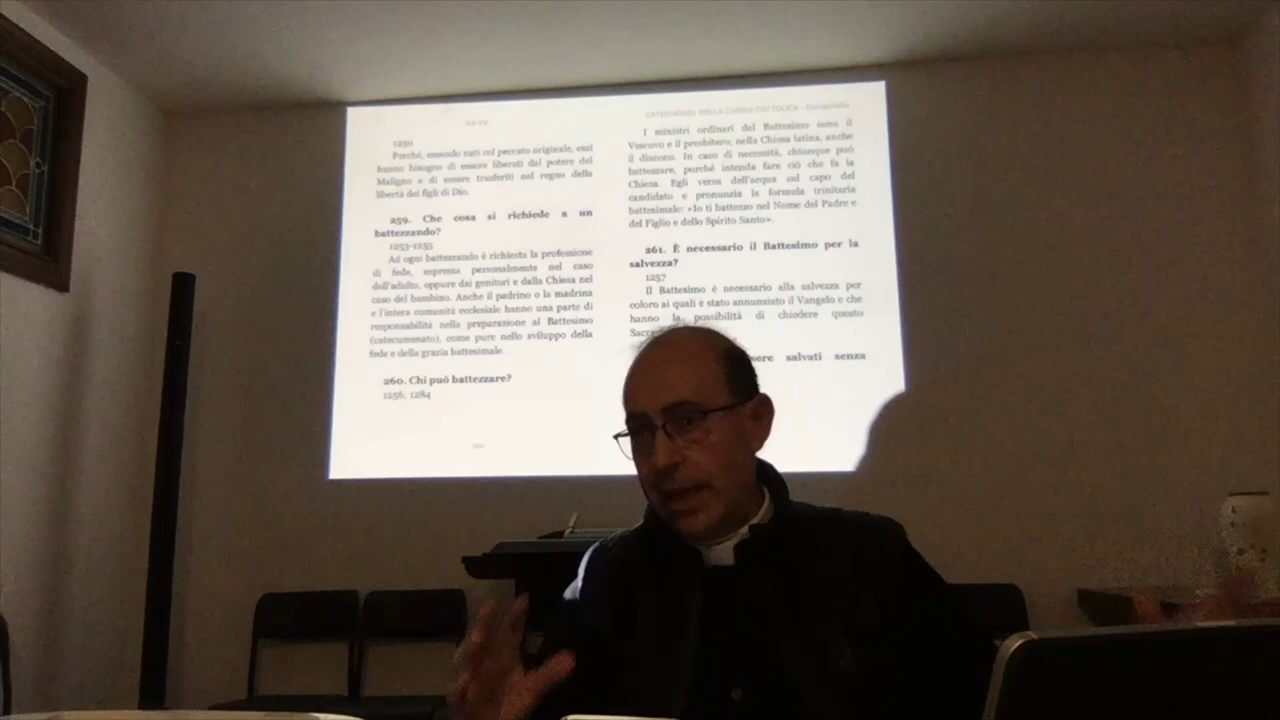 AA.VV.
1250
Perché, essendo nati col peccato originale, essi
hanno bisogno di essere liberati dal potere del
Maligno e di essere trasferiti nel regno della
libertà dei figli di Dio.
259. Che cosa si richiede a un
battezzando?
1253-1255
Ad ogni battezzando è richiesta la professione
di fede, espressa personalmente nel caso
dell'adulto, oppure dai genitori e dalla Chiesa nel
caso del bambino. Anche il padrino o la madrina
e l'intera comunità ecclesiale hanno una parte di
responsabilità nella preparazione al Battesimo
(catecumenato), come pure nello sviluppo della
fede e della grazia battesimale.
260. Chi può battezzare?
1256; 1284
CATECHISMO DELLA CHIESA CATTOLICA - Compendio
I ministri ordinari del Battesimo sono il
Vescovo e il presbitero; nella Chiesa latina, anche
il diacono. In caso di necessità, chiunque può
battezzare, purché intenda fare ciò che fa la
Chiesa. Egli versa dell'acqua sul capo del
candidato e pronunzia la formula trinitaria
battesimale: «Io ti battezzo nel Nome del Padre e
del Figlio e dello Spirito Santo».
261. È necessario il Battesimo per la
salvezza?
1257
Il Battesimo è necessario alla salvezza per
coloro ai quali è stato annunziato il Vangelo e che
hanno la possibilità di chiedere questo
Sacra
ssere salvati senza